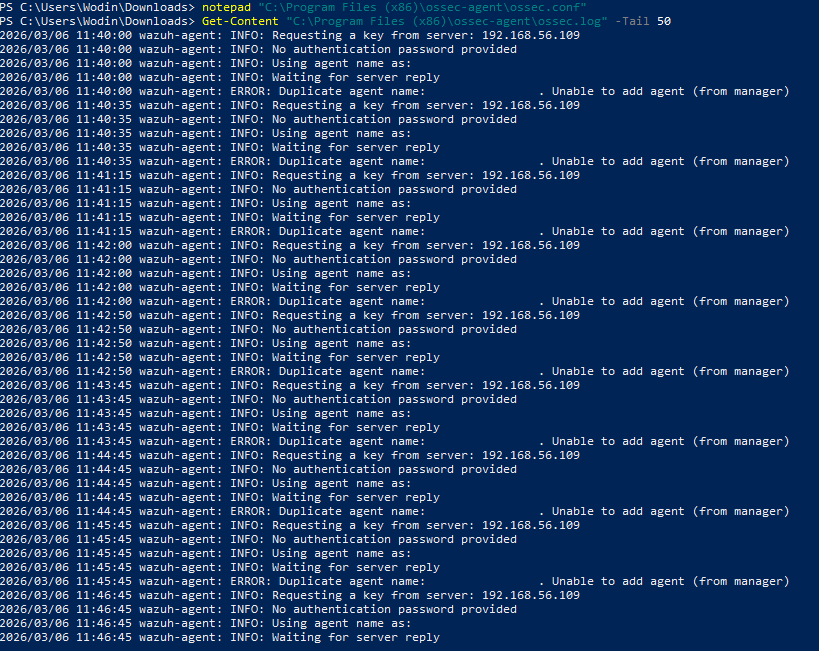 PS C:\Users\Wodin\Downloads> notepad "C:\Program Files (x86)\ossec-agent\ossec.conf"
PS C:\Users\Wodin\Downloads> Get-Content "C:\Program Files (x86)\ossec-agent\ossec.log" -Tail 50
2026/03/06 11:40:00 wazuh-agent: INFO: Requesting a key from server: 192.168.56.109
2026/03/06 11:40:00 wazuh-agent: INFO: No authentication password provided
2026/03/06 11:40:00 wazuh-agent: INFO: Using agent name as:
2026/03/06 11:40:00 wazuh-agent: INFO: Waiting for server reply
2026/03/06 11:40:00 wazuh-agent: ERROR: Duplicate agent name: . Unable to add agent (from manager)
2026/03/06 11:40:35 wazuh-agent: INFO: Requesting a key from server: 192.168.56.109
2026/03/06 11:40:35 wazuh-agent: INFO: No authentication password provided
2026/03/06 11:40:35 wazuh-agent: INFO: Using agent name as:
2026/03/06 11:40:35 wazuh-agent: INFO: Waiting for server reply
2026/03/06 11:40:35 wazuh-agent: ERROR: Duplicate agent name: . Unable to add agent (from manager)
2026/03/06 11:41:15 wazuh-agent: INFO: Requesting a key from server: 192.168.56.109
2026/03/06 11:41:15 wazuh-agent: INFO: No authentication password provided
2026/03/06 11:41:15 wazuh-agent: INFO: Using agent name as:
2026/03/06 11:41:15 wazuh-agent: INFO: Waiting for server reply
2026/03/06 11:41:15 wazuh-agent: ERROR: Duplicate agent name: . Unable to add agent (from manager)
2026/03/06 11:42:00 wazuh-agent: INFO: Requesting a key from server: 192.168.56.109
2026/03/06 11:42:00 wazuh-agent: INFO: No authentication password provided
2026/03/06 11:42:00 wazuh-agent: INFO: Using agent name as:
2026/03/06 11:42:00 wazuh-agent: INFO: Waiting for server reply
2026/03/06 11:42:00 wazuh-agent: ERROR: Duplicate agent name: . Unable to add agent (from manager)
2026/03/06 11:42:50 wazuh-agent: INFO: Requesting a key from server: 192.168.56.109
2026/03/06 11:42:50 wazuh-agent: INFO: No authentication password provided
2026/03/06 11:42:50 wazuh-agent: INFO: Using agent name as:
2026/03/06 11:42:50 wazuh-agent: INFO: Waiting for server reply
2026/03/06 11:42:50 wazuh-agent: ERROR: Duplicate agent name: . Unable to add agent (from manager)
2026/03/06 11:43:45 wazuh-agent: INFO: Requesting a key from server: 192.168.56.109
2026/03/06 11:43:45 wazuh-agent: INFO: No authentication password provided
2026/03/06 11:43:45 wazuh-agent: INFO: Using agent name as:
2026/03/06 11:43:45 wazuh-agent: INFO: Waiting for server reply
2026/03/06 11:43:45 wazuh-agent: ERROR: Duplicate agent name: . Unable to add agent (from manager)
2026/03/06 11:44:45 wazuh-agent: INFO: Requesting a key from server: 192.168.56.109
2026/03/06 11:44:45 wazuh-agent: INFO: No authentication password provided
2026/03/06 11:44:45 wazuh-agent: INFO: Using agent name as:
2026/03/06 11:44:45 wazuh-agent: INFO: Waiting for server reply
2026/03/06 11:44:45 wazuh-agent: ERROR: Duplicate agent name: . Unable to add agent (from manager)
2026/03/06 11:45:45 wazuh-agent: INFO: Requesting a key from server: 192.168.56.109
2026/03/06 11:45:45 wazuh-agent: INFO: No authentication password provided
2026/03/06 11:45:45 wazuh-agent: INFO: Using agent name as:
2026/03/06 11:45:45 wazuh-agent: INFO: Waiting for server reply
2026/03/06 11:45:45 wazuh-agent: ERROR: Duplicate agent name: . Unable to add agent (from manager)
2026/03/06 11:46:45 wazuh-agent: INFO: Requesting a key from server: 192.168.56.109
2026/03/06 11:46:45 wazuh-agent: INFO: No authentication password provided
2026/03/06 11:46:45 wazuh-agent: INFO: Using agent name as:
2026/03/06 11:46:45 wazuh-agent: INFO: Waiting for server reply